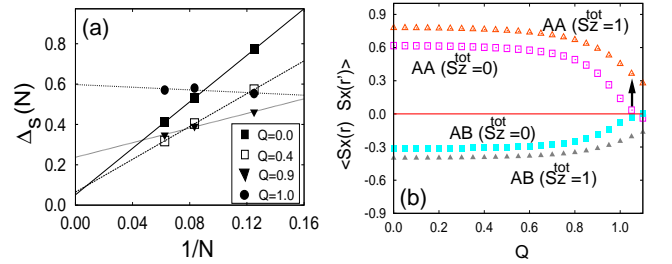 (a)
Δs(N)
1.0
0.8
0.6
0.4
0.2
0.0
Q=0.0
Q=0.4
Q=0.9
Q=1.0
0.00 0.04 0.08 0.12 0.16
1/N
<Sx(r) Sx(r')>
0.9
0.6
0.3
0.0
-0.3
-0.6
-0.9
AA (Sz^tot=1)
AA (Sz^tot=0)
AB (Sz^tot=0)
AB (Sz^tot=1)
(b)
0.0 0.2 0.4 0.6 0.8 1.0
Q